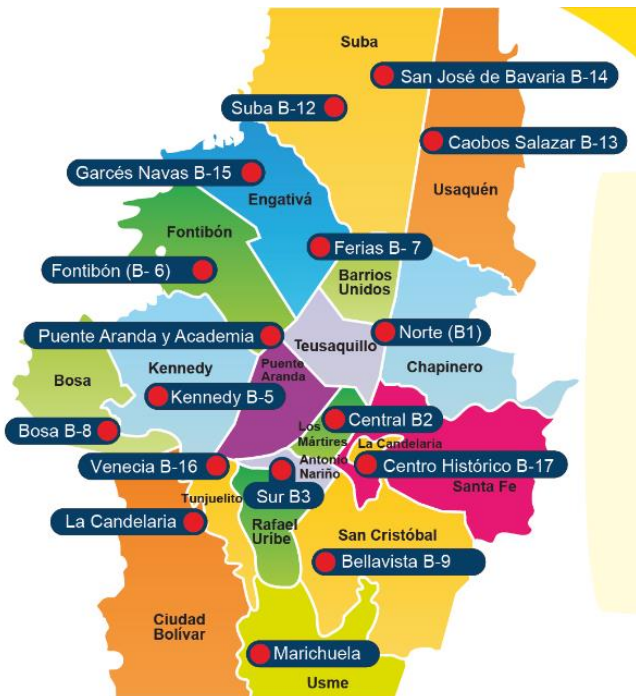 Suba
San José de Bavaria B-14
Suba B-12
Caobos Salazar B-13
Garcés Navas B-15
Usaquén
Engativá
Fontibón
Ferias B- 7
Fontibón (B- 6)
Barrios
Unidos
Puente Aranda y Academia
Norte (B1)
Teusaquillo
Kennedy
Puente
Aranda
Chapinero
Bosa
Kennedy B-5
Central B2
Bosa B-8
Los
Mártires
La Candelaria
Venecia B-16
Antonio
Nariño
Centro Histórico B-17
Sur B3
Santa Fe
Tunjuelito
La Candelaria
Rafael
Uribe
San Cristóbal
Bellavista B-9
Ciudad
Bolívar
Marichuela
Usme